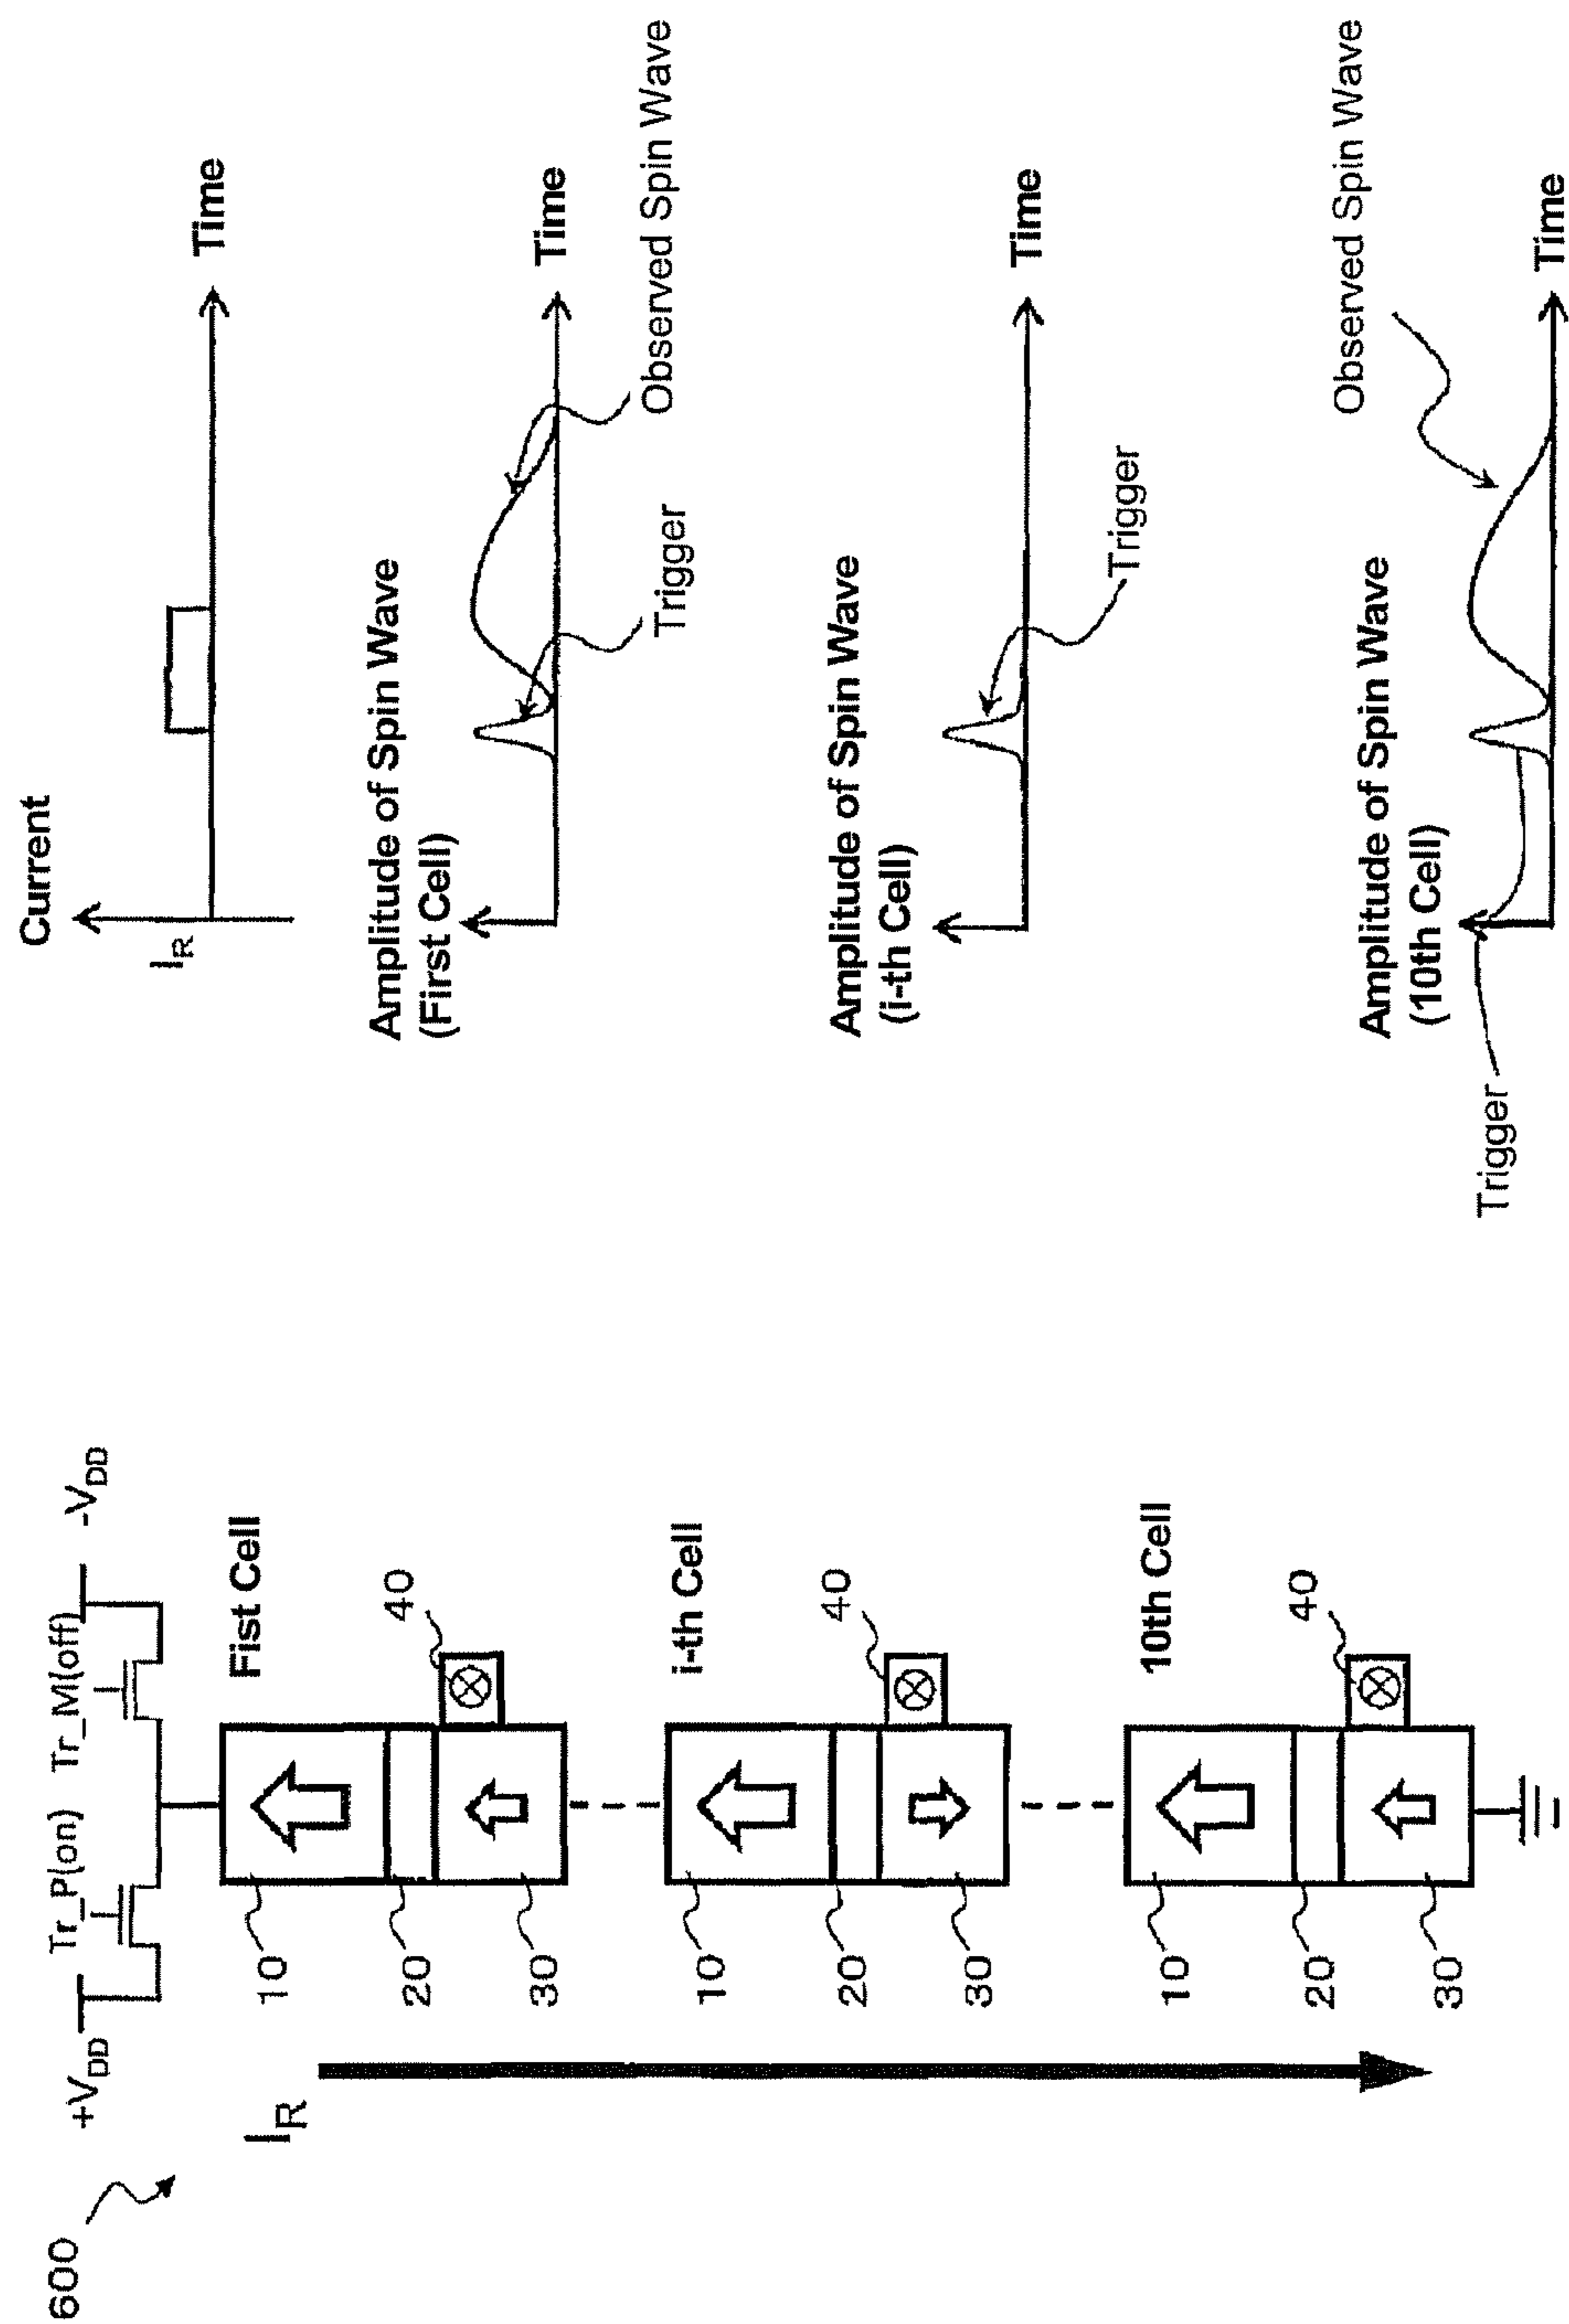 600
+VDD
Tr_P(on)
Tr_M(off)
-VDD
IR
Fist Cell
10
20
30
40
i-th Cell
10
20
30
40
10th Cell
10
20
30
40
Current
IR
Time
Amplitude of Spin Wave
(First Cell)
Time
Trigger
Observed Spin Wave
Amplitude of Spin Wave
(i-th Cell)
Time
Trigger
Amplitude of Spin Wave
(10th Cell)
Time
Trigger
Observed Spin Wave